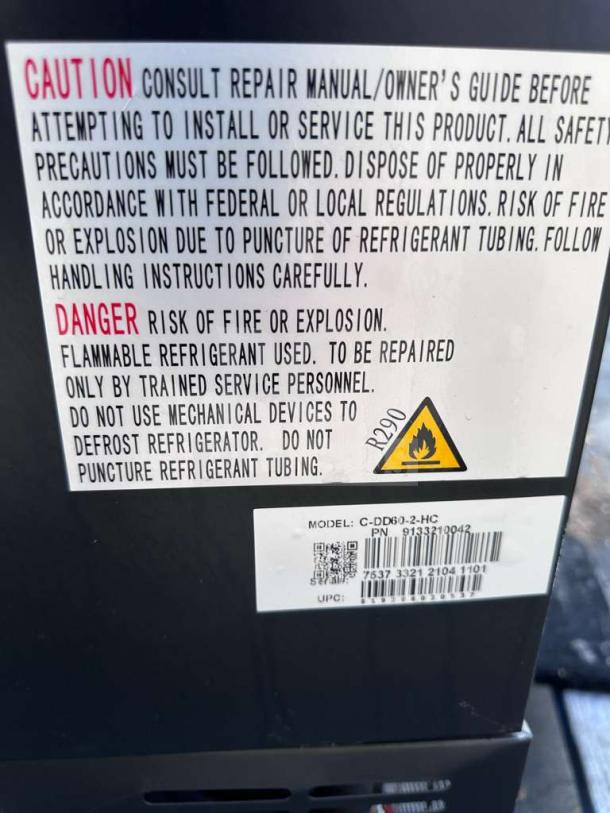 CAUTION CONSULT REPAIR MANUAL/OWNER'S GUIDE BEFORE
ATTEMPTING TO INSTALL OR SERVICE THIS PRODUCT. ALL SAFETY
PRECAUTIONS MUST BE FOLLOWED. DISPOSE OF PROPERLY IN
ACCORDANCE WITH FEDERAL OR LOCAL REGULATIONS. RISK OF FIRE
OR EXPLOSION DUE TO PUNCTURE OF REFRIGERANT TUBING. FOLLOW
HANDLING INSTRUCTIONS CAREFULLY.
DANGER RISK OF FIRE OR EXPLOSION.
FLAMMABLE REFRIGERANT USED. TO BE REPAIRED
ONLY BY TRAINED SERVICE PERSONNEL.
DO NOT USE MECHANICAL DEVICES TO
DEFROST REFRIGERATOR. DO NOT
PUNCTURE REFRIGERANT TUBING.
R290
MODEL: C-DD60-2-HC
PN 9133210042
Serial: 7537 3321 2104 1101
UPC: